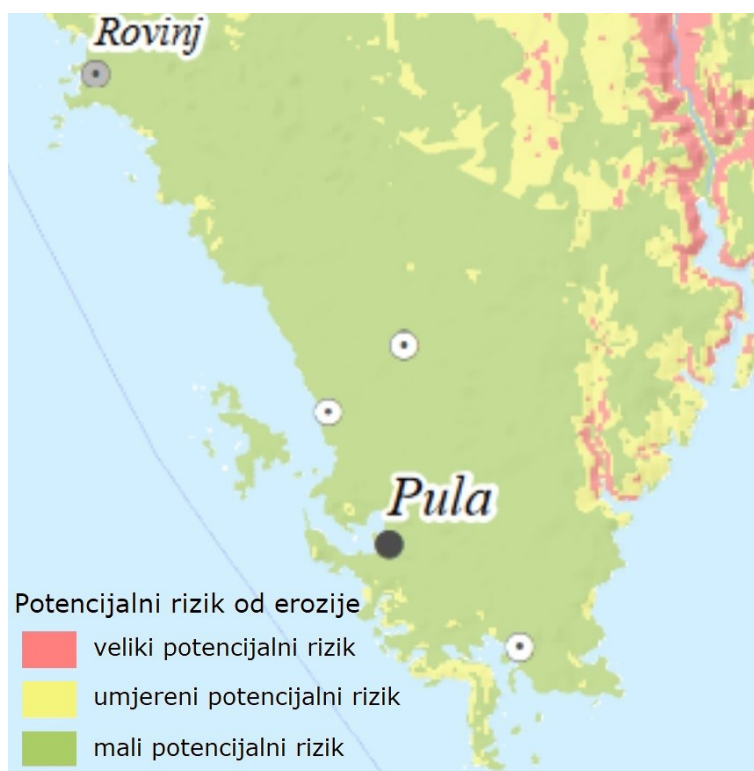 Rovinj
Pula
Potencijalni rizik od erozije
veliki potencijalni rizik
umjereni potencijalni rizik
mali potencijalni rizik